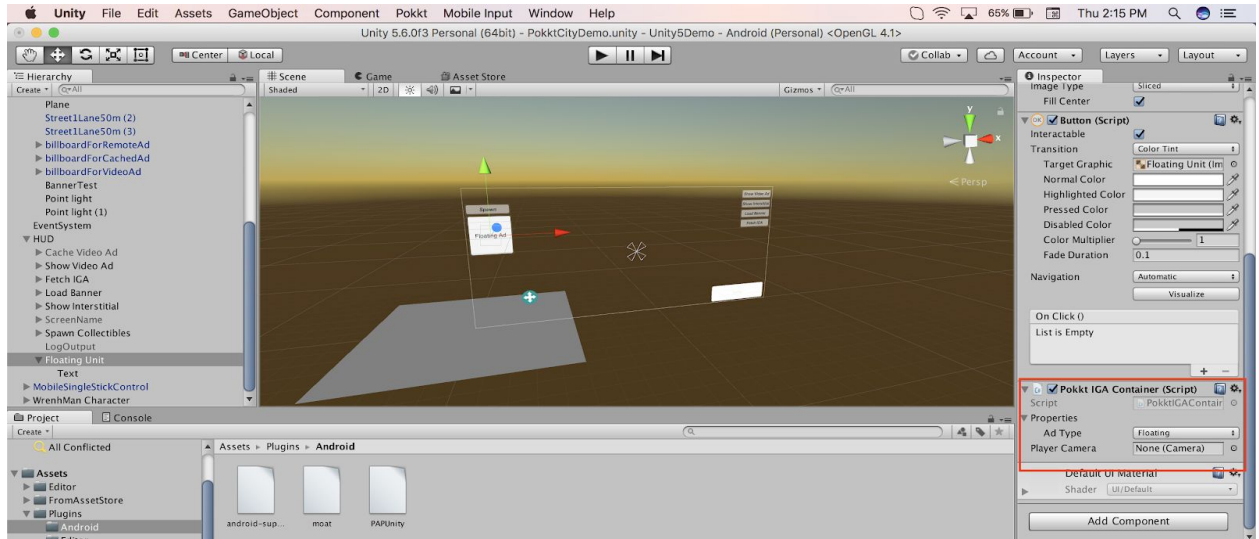 Unity File Edit Assets GameObject Component Pokkt Mobile Input Window Help
65%
Thu 2:15 PM
Unity 5.6.0f3 Personal (64bit) - PokktCityDemo.unity - Unity5Demo - Android (Personal) <OpenGL 4.1>
Center Local
Collab
Account
Layers
Layout
Hierarchy
Create
All
Plane
Street1Lane50m (2)
Street1Lane50m (3)
billboardForRemoteAd
billboardForCachedAd
billboardForVideoAd
BannerTest
Point light
Point light (1)
EventSystem
HUD
Cache Video Ad
Show Video Ad
Fetch IGA
Load Banner
Show Interstitial
ScreenName
Spawn Collectibles
LogOutput
Floating Unit
Text
MobileSingleStickControl
WrenhMan Character
Scene Game Asset Store
Shaded 2D
Gizmos
All
y
x
Persp
Spawn
Floating Ad
Inspector
Image Type Sliced
Fill Center
Button (Script)
Interactable
Transition Color Tint
Target Graphic Floating Unit (Im
Normal Color
Highlighted Color
Pressed Color
Disabled Color
Color Multiplier 1
Fade Duration 0.1
Navigation Automatic
Visualize
On Click ()
List is Empty
+ -
Pokkt IGA Container (Script)
Script PokktIGAContair
Properties
Ad Type Floating
Player Camera None (Camera)
Default UI Material
Shader UI/Default
Add Component
Project Console
Create
All Conflicted
Assets
Editor
FromAssetStore
Plugins
Android
Assets Plugins Android
android-sup...
moat
PAPUnity